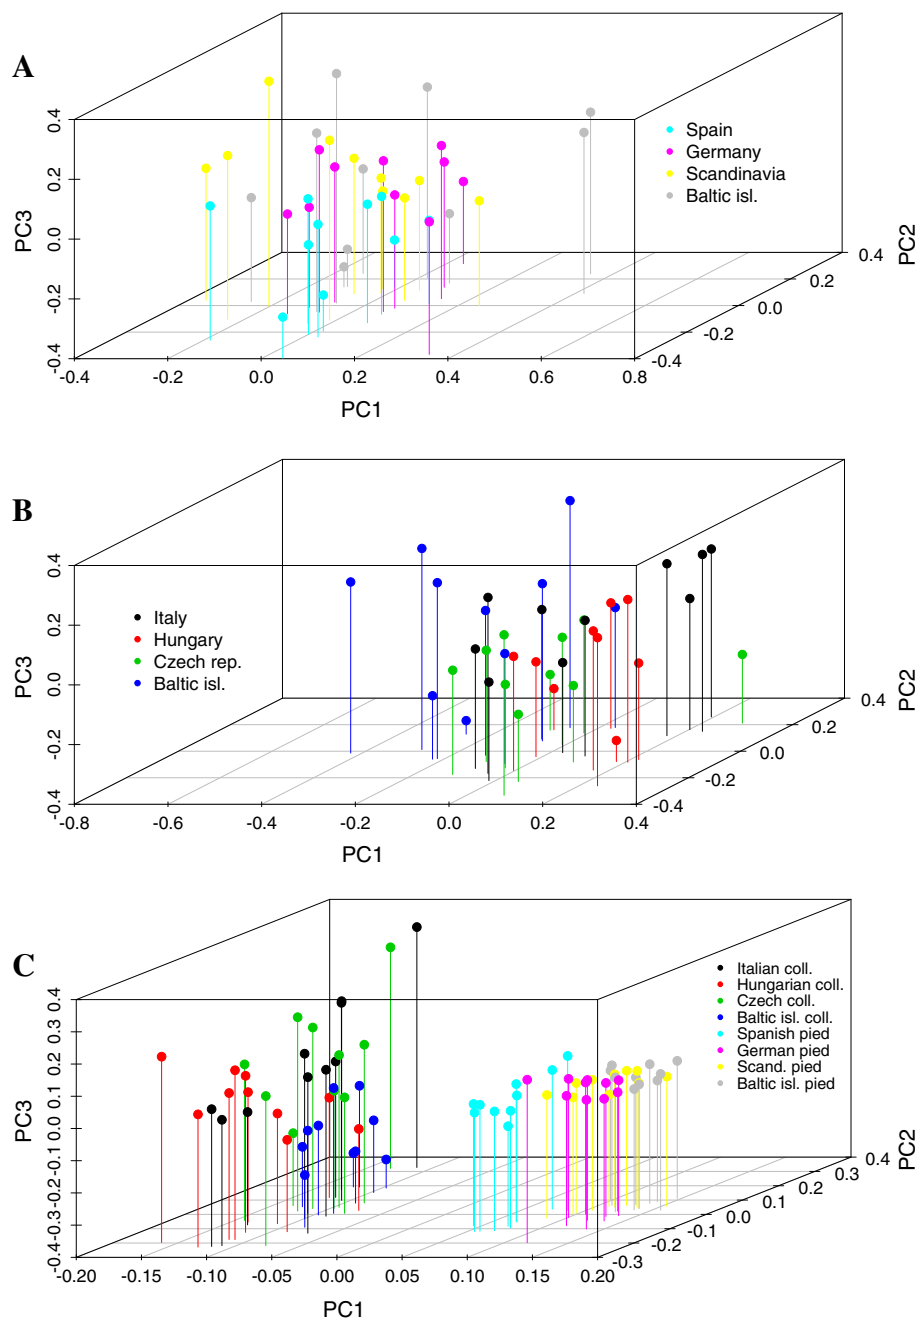 A
0.4
0.2
0.0
-0.2
-0.4
PC3
-0.4
0.0
0.2
0.4
0.6
0.8
PC1
-0.4
-0.2
0.0
0.2
0.4
PC2
Spain
Germany
Scandinavia
Baltic isl.
B
0.4
0.2
0.0
-0.2
-0.4
PC3
-0.8
-0.6
-0.4
-0.2
0.0
0.2
0.4
PC1
-0.4
-0.2
0.0
0.2
0.4
PC2
Italy
Hungary
Czech rep.
Baltic isl.
C
0.4
0.3
0.2
0.1
0.0
-0.1
-0.2
-0.3
-0.4
PC3
-0.20
-0.10
-0.05
0.00
0.05
0.10
0.15
0.20
PC1
-0.3
-0.2
-0.1
0.0
0.1
0.2
0.3
0.4
PC2
Italian coll.
Hungarian coll.
Czech coll.
Baltic isl. coll.
Spanish pied
German pied
Scand. pied
Baltic isl. pied